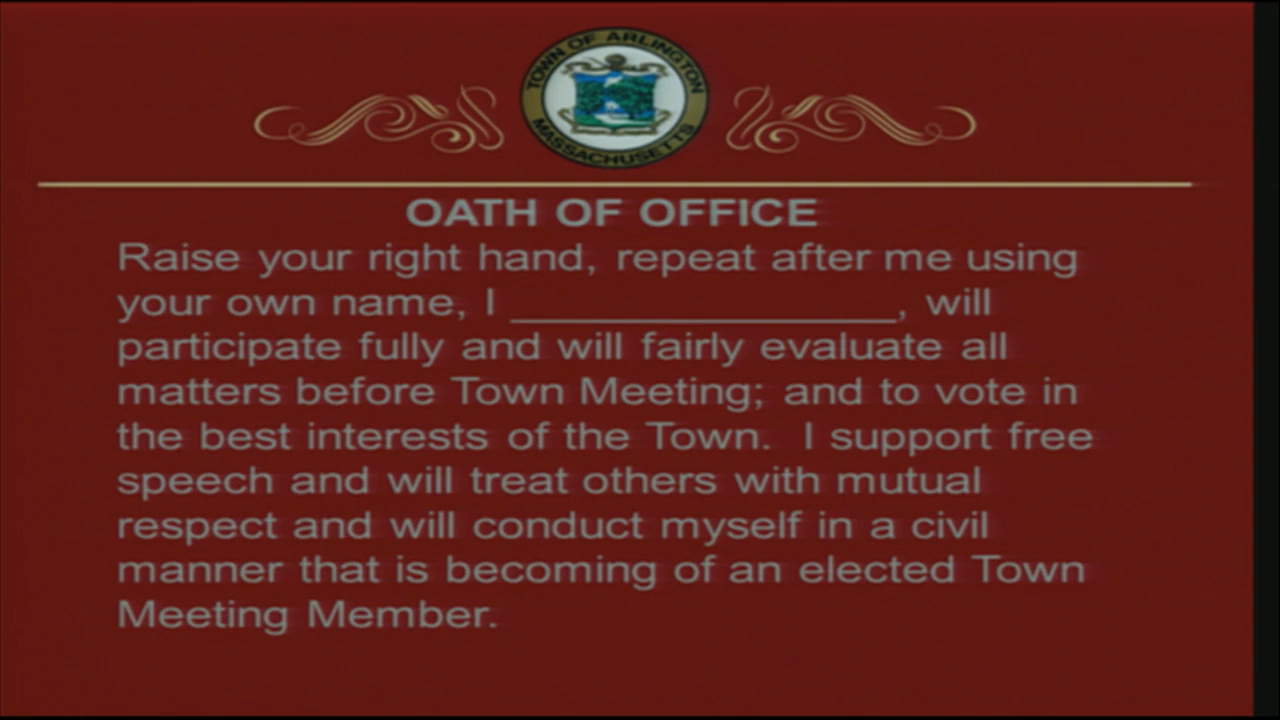 TOWN OF ARLINGTON
MASSACHUSETTS
OATH OF OFFICE
Raise your right hand, repeat after me using
your own name, I ________________, will
participate fully and will fairly evaluate all
matters before Town Meeting; and to vote in
the best interests of the Town. I support free
speech and will treat others with mutual
respect and will conduct myself in a civil
manner that is becoming of an elected Town
Meeting Member.